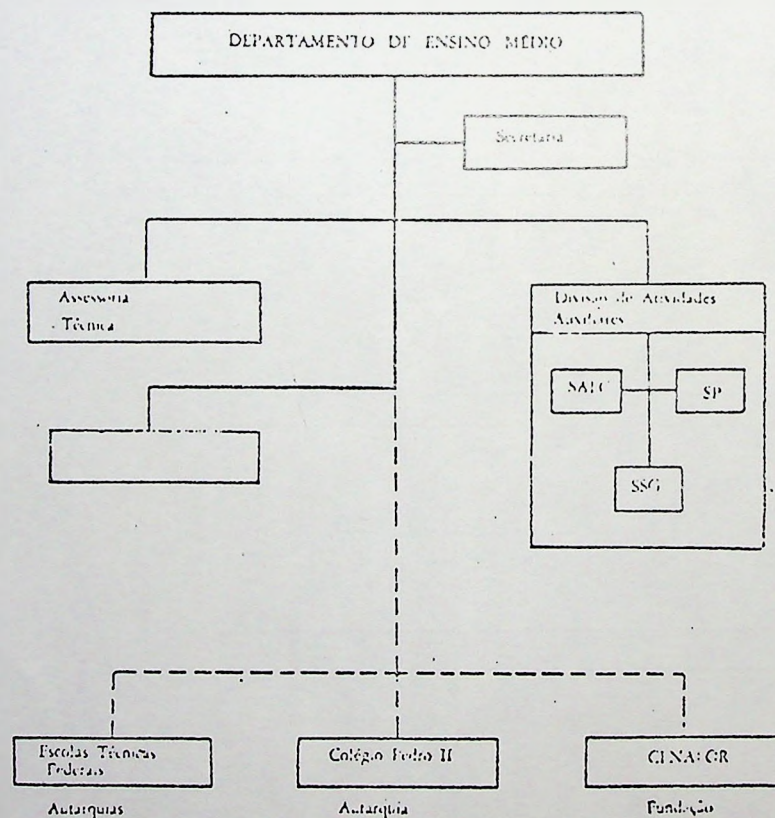 DEPARTAMENTO DE ENSINO MÉDIO
Secretaria
Assessoria
Técnica
Divisão de Atividades
Auxiliares
SP
SSG
Escolas Técnicas
Federais
Colégio Pedro II
Autarquias
Autarquia
Fundação